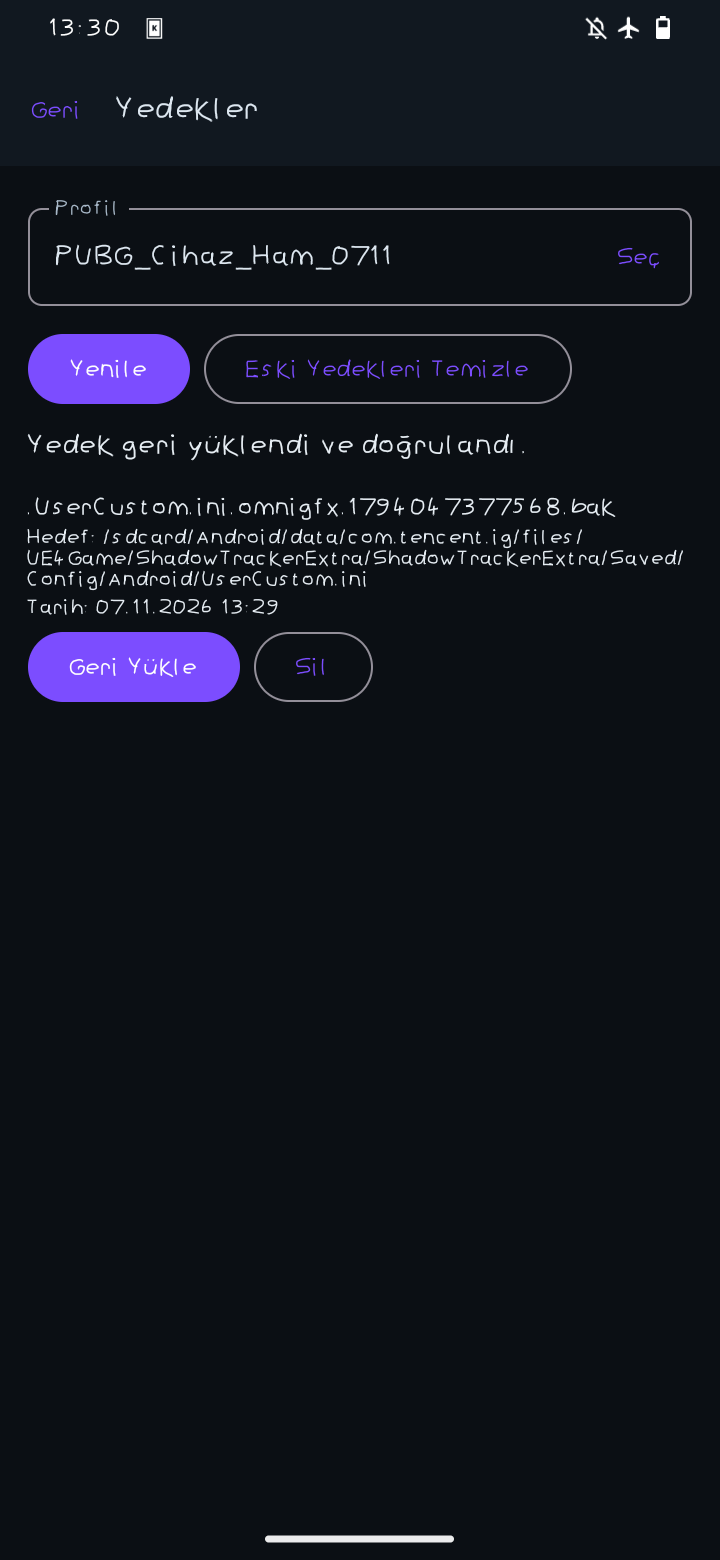 13:30
Geri Yedekler
Profil
PUBG_Cihaz_Ham_0711 Seç
Yenile Eski Yedekleri Temizle
Yedek geri yüklendi ve doğrulandı.
.UserCustom.ini.omnigfx.1794047377568.bak
Hedef: /sdcard/Android/data/com.tencent.ig/files/
UE4Game/ShadowTrackerExtra/ShadowTrackerExtra/Saved/
Config/Android/UserCustom.ini
Tarih: 07.11.2026 13:29
Geri Yükle Sil